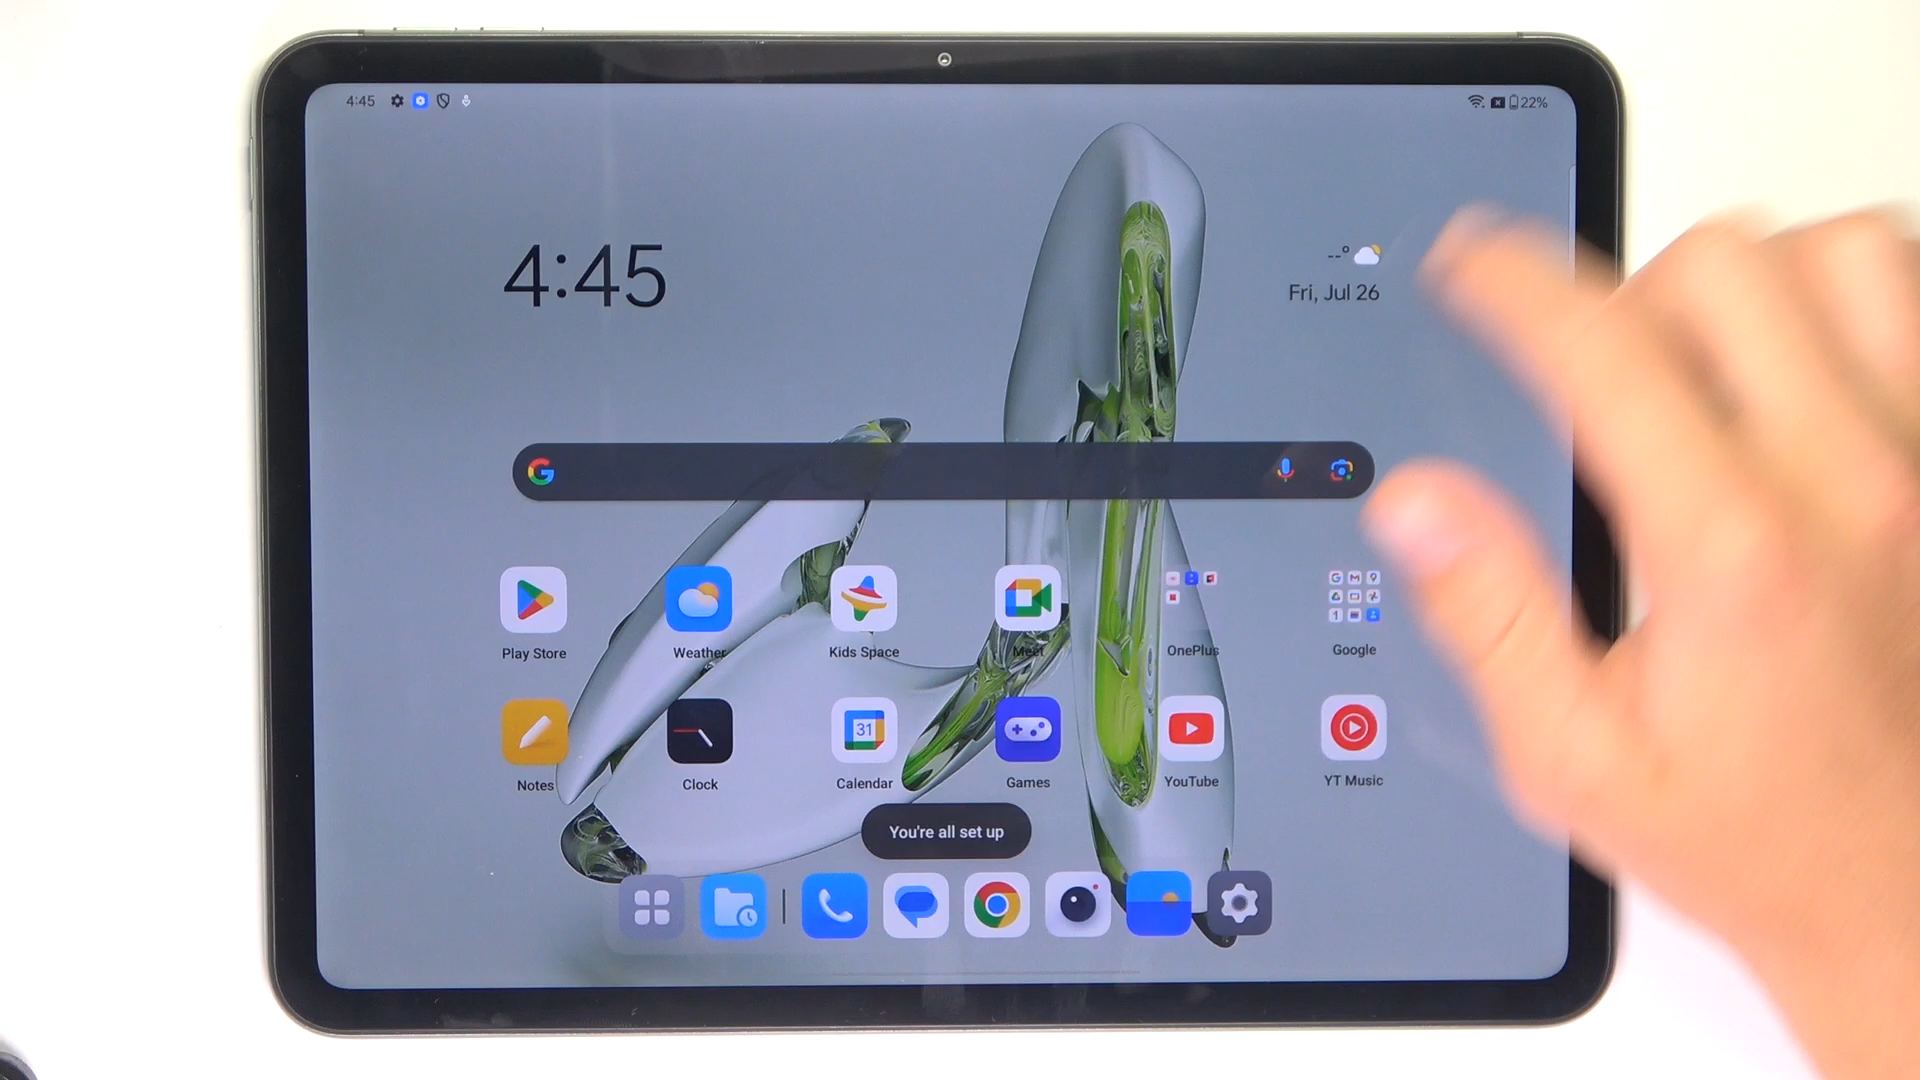 4:45
22%
4:45
--°
Fri, Jul 26
Play Store
Weather
Kids Space
Meet
OnePlus
Google
Notes
Clock
31
Calendar
Games
YouTube
YT Music
You're all set up